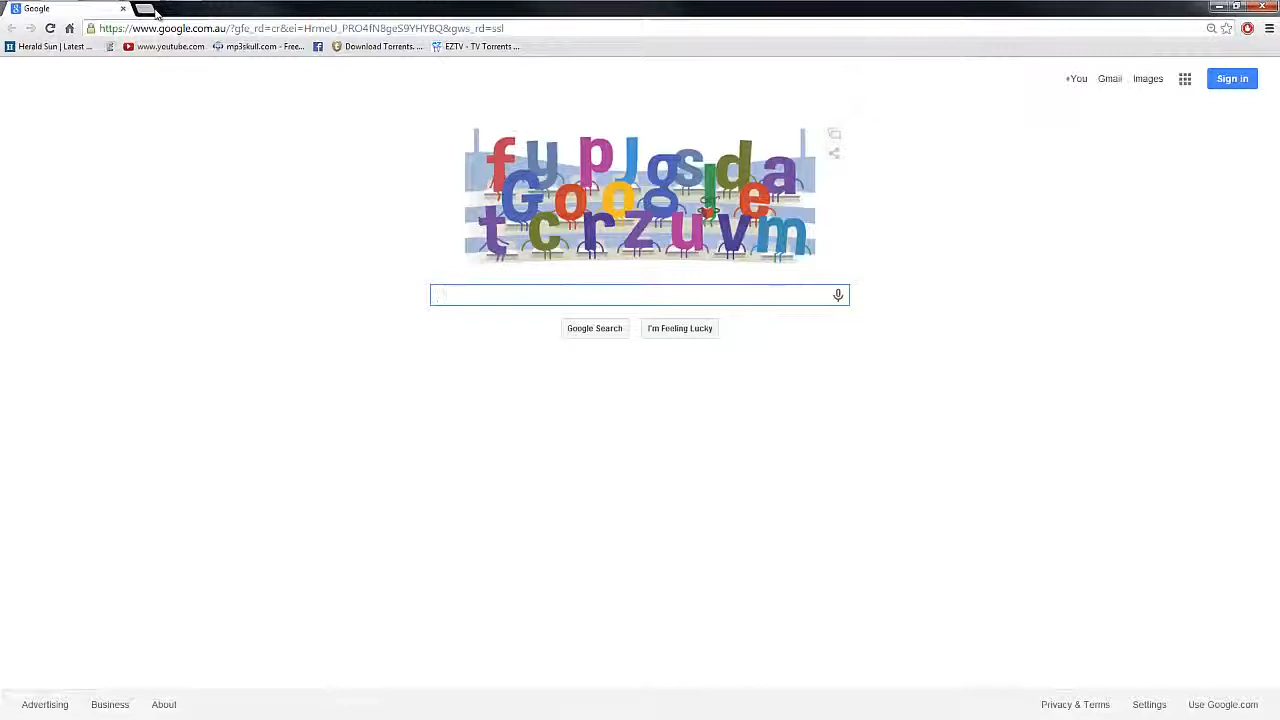 Google
https://www.google.com.au/?gfe_rd=cr&ei=HrmeU_PRO4fN8geS9YHYBQ&gws_rd=ssl
Herald Sun | Latest ...
www.youtube.com
mp3skull.com - Free...
Download Torrents, ...
EZTV - TV Torrents ...
+You Gmail Images Sign in
f y p J g s d a
G o o g l e
t c r z u v m
Google Search I'm Feeling Lucky
Advertising Business About Privacy & Terms Settings Use Google.com